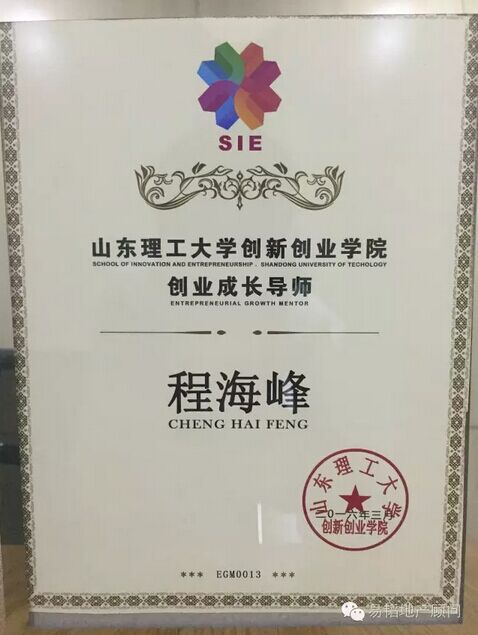 SIE
山东理工大学创新创业学院
SCHOOL OF INNOVATION AND ENTREPRENEURSHIP . SHANDONG UNIVERSITY OF TECHOLOGY
创业成长导师
ENTREPRENEURIAL GROWTH MENTOR
程海峰
CHENG HAI FENG
山东理工大学
二〇一六年三月
创新创业学院
*** EGM0013 ***
易铭地产顾问